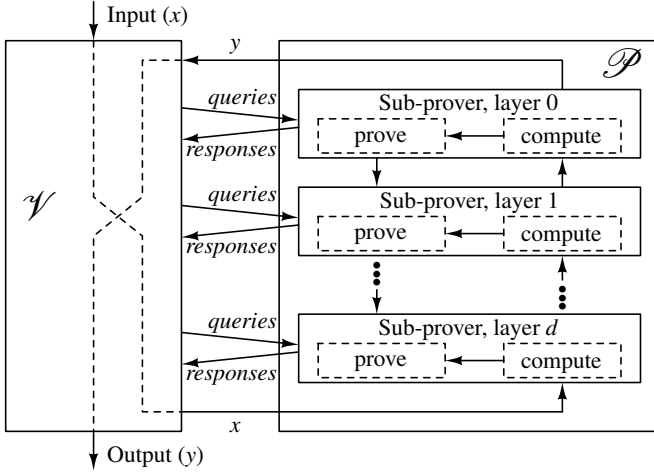 Input (x)
y
𝒫
queries
Sub-prover, layer 0
prove
compute
responses
queries
Sub-prover, layer 1
𝒱
prove
compute
responses
queries
Sub-prover, layer d
prove
compute
responses
x
Output (y)